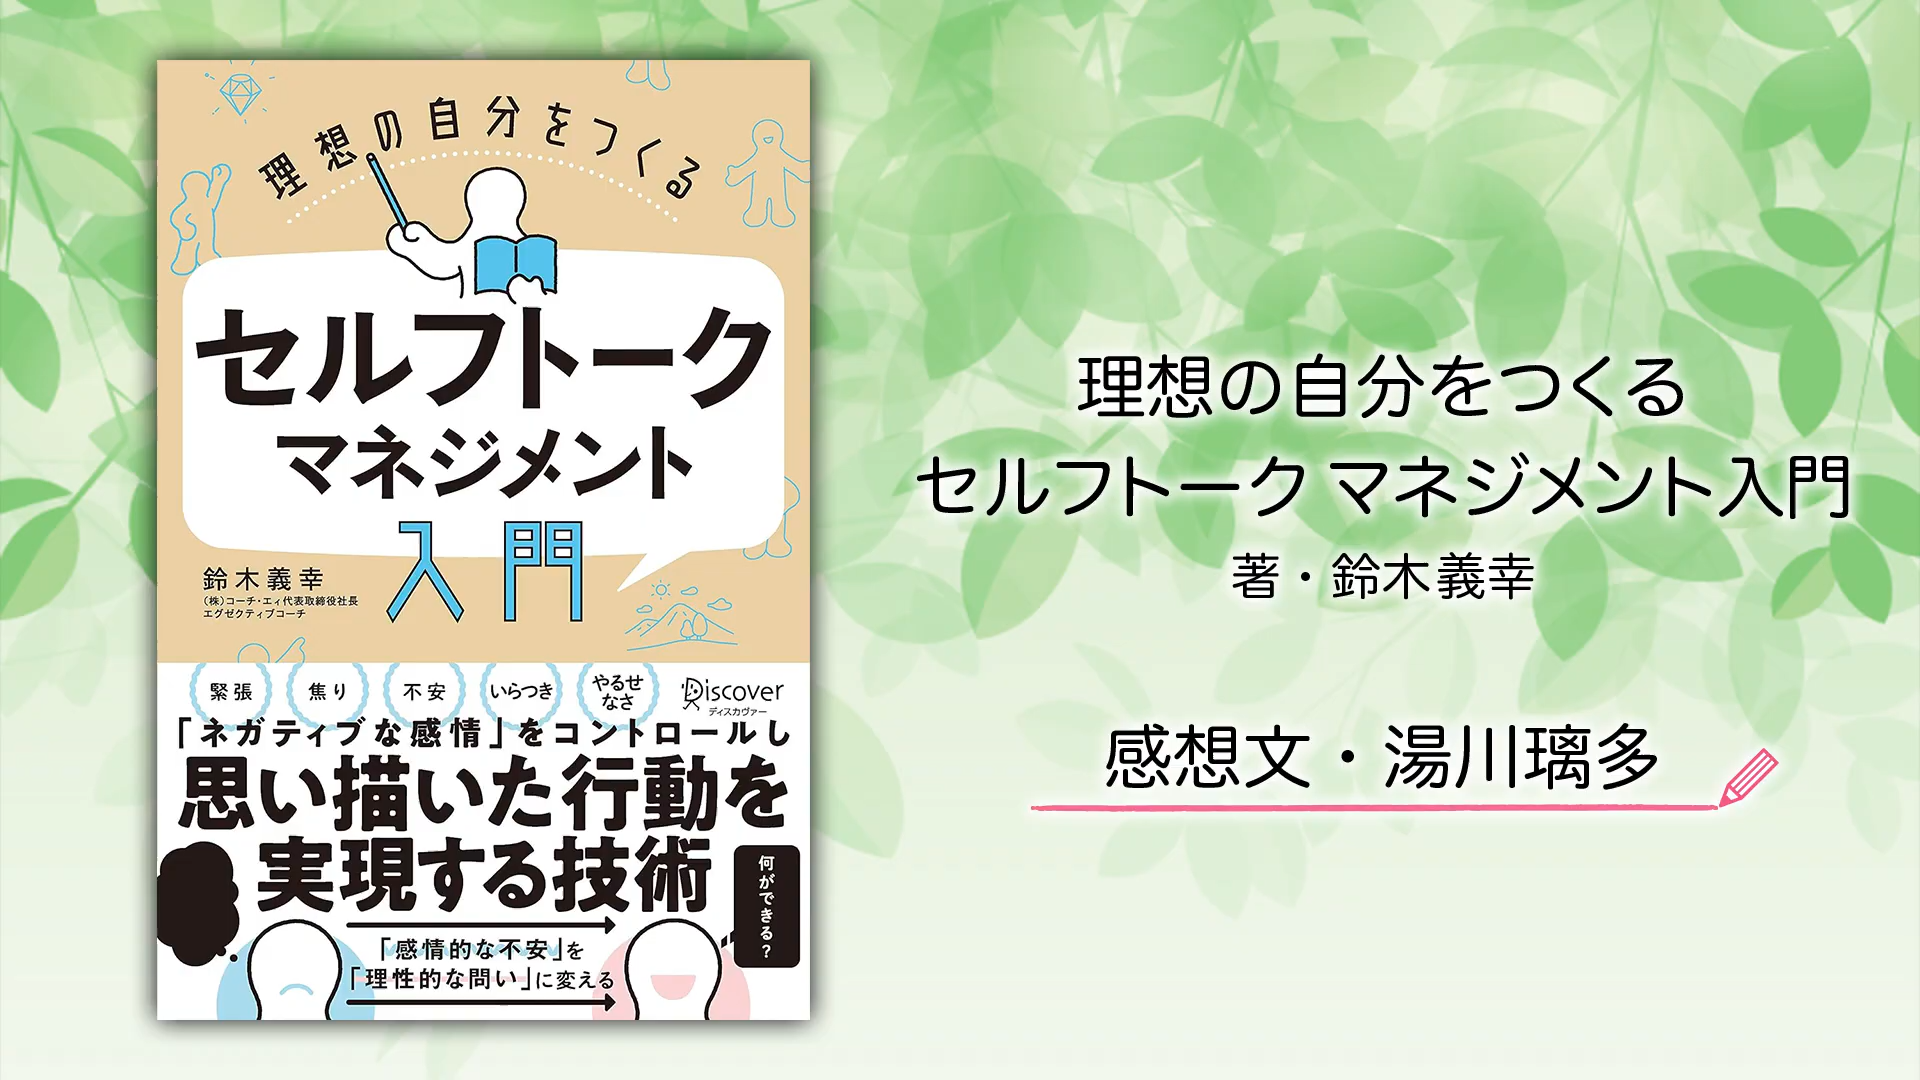 理想の自分をつくる
セルフトーク
マネジメント
入門
鈴木義幸
(株)コーチ・エィ代表取締役社長
エグゼクティブコーチ
緊張
焦り
不安
いらつき
やるせ
なさ
Discover
ディスカヴァー
「ネガティブな感情」をコントロールし
思い描いた行動を
実現する技術
何ができる?
「感情的な不安」を
「理性的な問い」に変える
理想の自分をつくる
セルフトーク マネジメント入門
著・鈴木義幸
感想文・湯川璃多